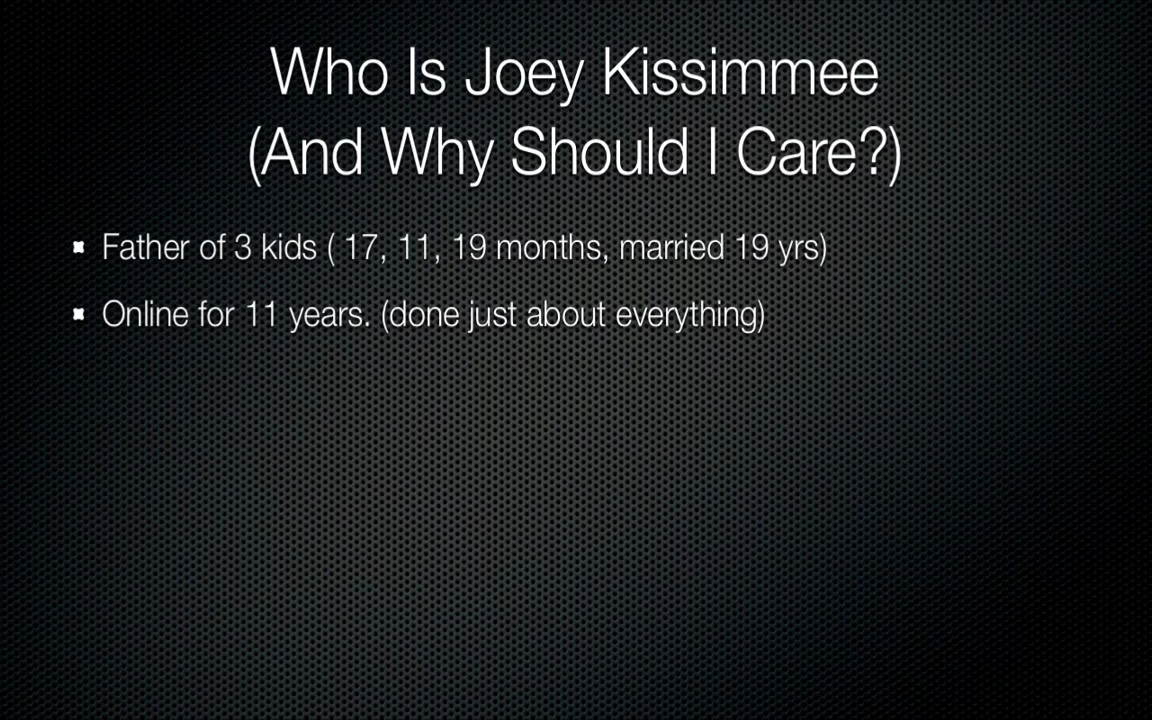 Who Is Joey Kissimmee
(And Why Should I Care?)
Father of 3 kids ( 17, 11, 19 months, married 19 yrs)
Online for 11 years. (done just about everything)